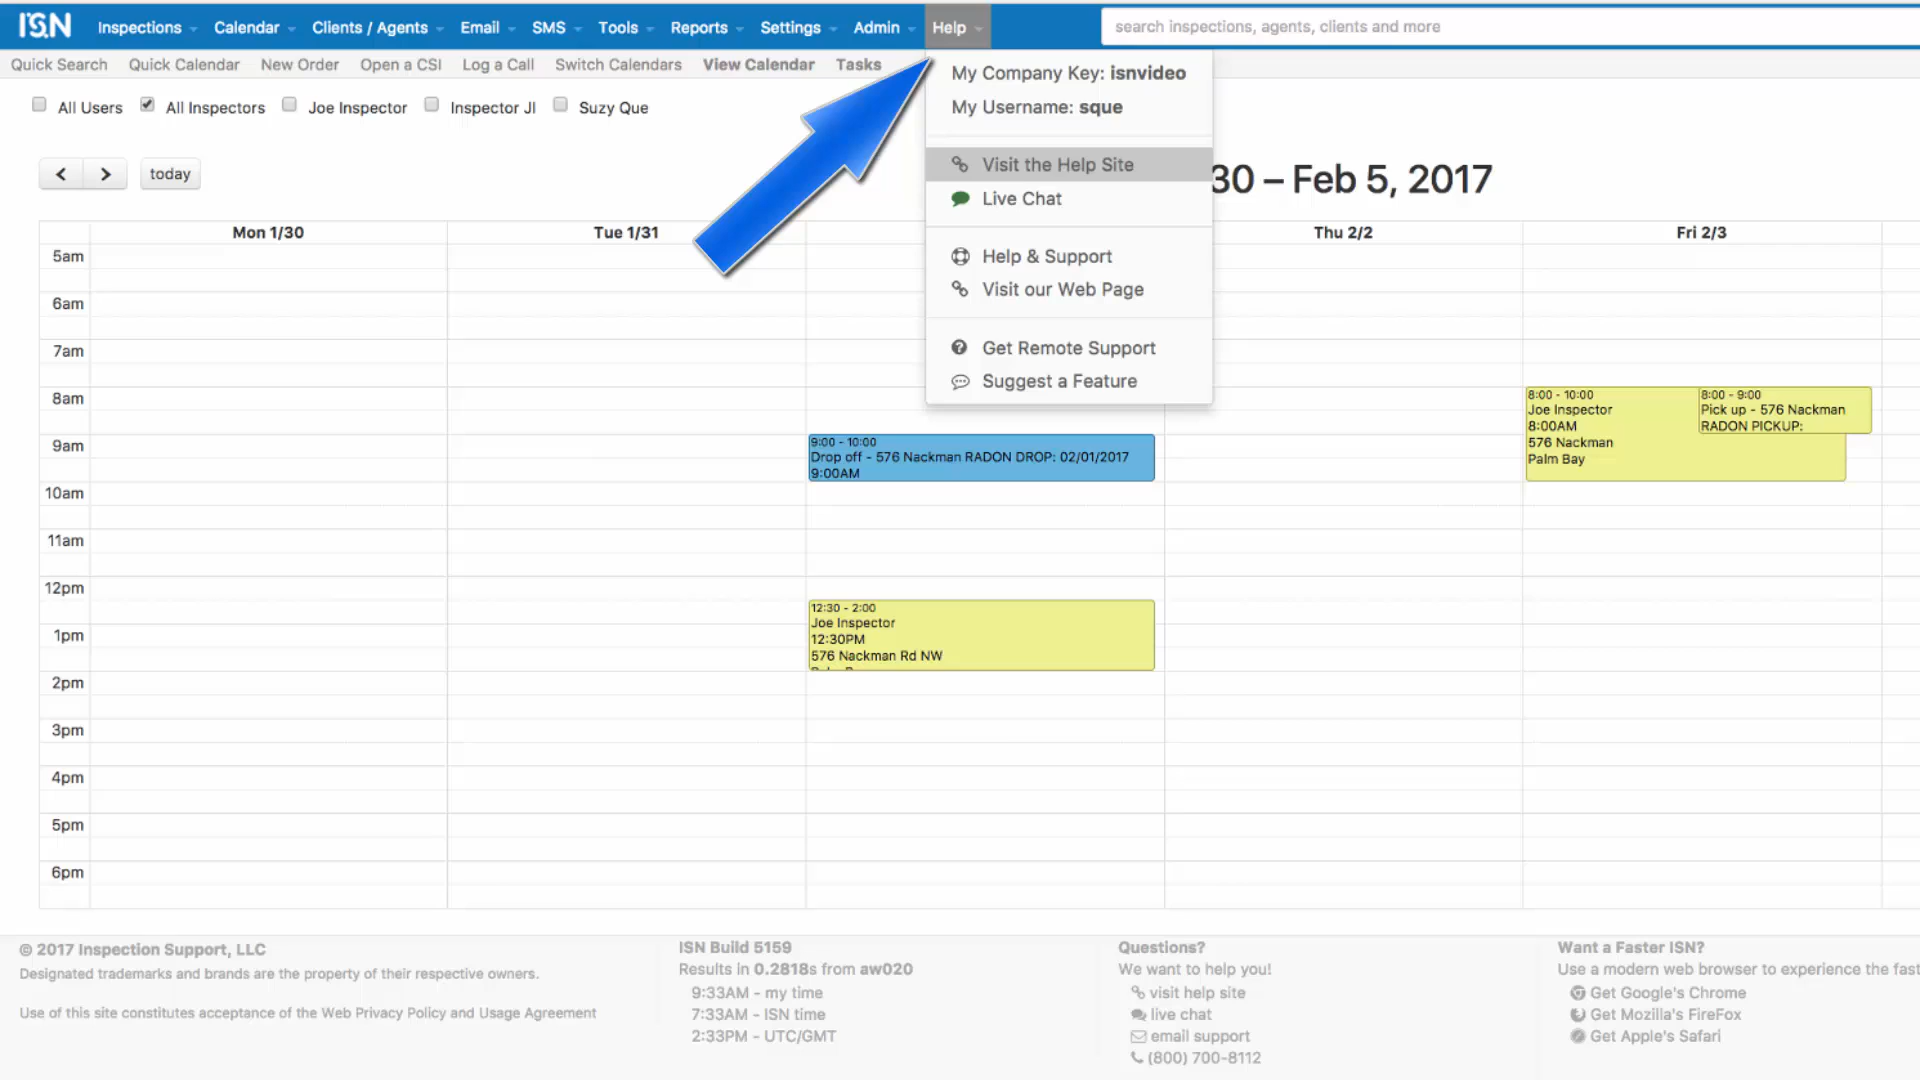 ISN Inspections Calendar Clients / Agents Email SMS Tools Reports Settings Admin Help search inspections, agents, clients and more
Quick Search Quick Calendar New Order Open a CSI Log a Call Switch Calendars View Calendar Tasks
My Company Key: isnvideo
My Username: sque
Visit the Help Site
Live Chat
Help & Support
Visit our Web Page
Get Remote Support
Suggest a Feature
All Users All Inspectors Joe Inspector Inspector JI Suzy Que
today
30 – Feb 5, 2017
Mon 1/30 Tue 1/31 Thu 2/2 Fri 2/3
5am
6am
7am
8am
9am
10am
11am
12pm
1pm
2pm
3pm
4pm
5pm
6pm
9:00 - 10:00
Drop off - 576 Nackman RADON DROP: 02/01/2017
9:00AM
12:30 - 2:00
Joe Inspector
12:30PM
576 Nackman Rd NW
8:00 - 10:00
Joe Inspector
8:00AM
576 Nackman
Palm Bay
8:00 - 9:00
Pick up - 576 Nackman
RADON PICKUP:
© 2017 Inspection Support, LLC
Designated trademarks and brands are the property of their respective owners.
Use of this site constitutes acceptance of the Web Privacy Policy and Usage Agreement
ISN Build 5159
Results in 0.2818s from aw020
9:33AM - my time
7:33AM - ISN time
2:33PM - UTC/GMT
Questions?
We want to help you!
visit help site
live chat
email support
(800) 700-8112
Want a Faster ISN?
Use a modern web browser to experience the fast
Get Google's Chrome
Get Mozilla's FireFox
Get Apple's Safari